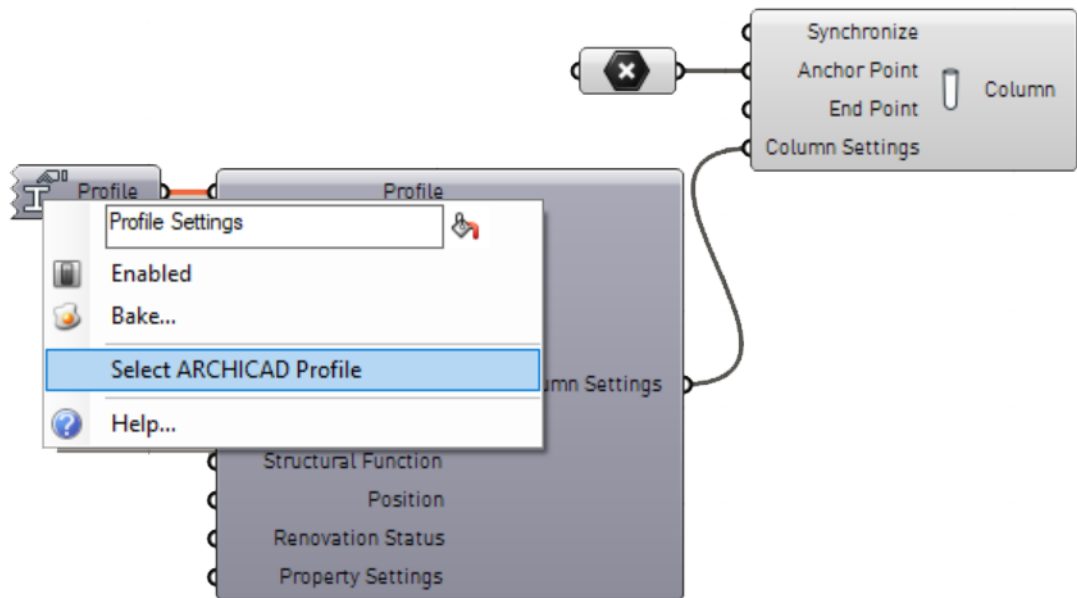 Synchronize
Anchor Point
End Point
Column Settings
Column
Profile
Profile
Profile Settings
Enabled
Bake...
Select ARCHICAD Profile
Help...
mn Settings
Structural Function
Position
Renovation Status
Property Settings